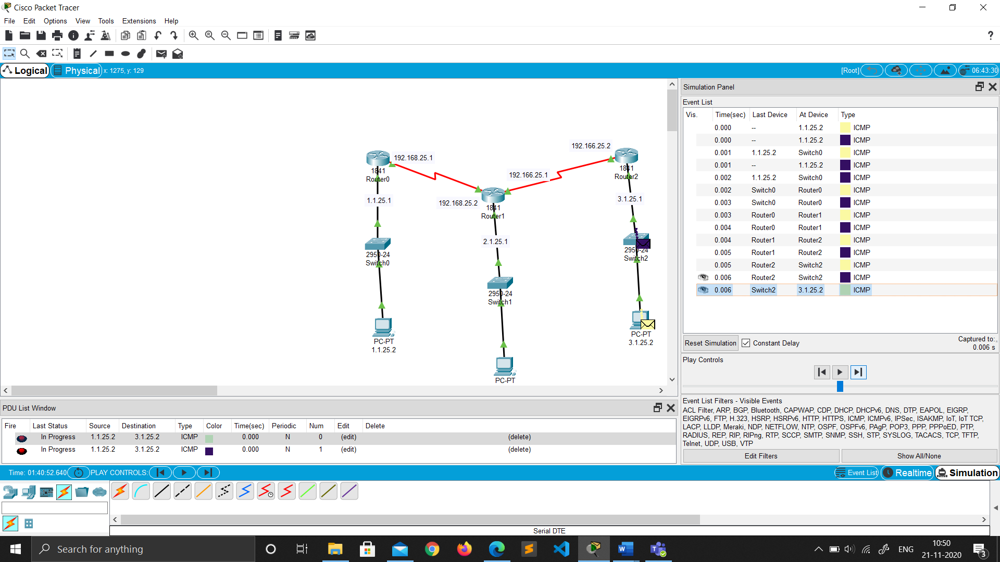 Cisco Packet Tracer
File Edit Options View Tools Extensions Help
Logical Physical x: 1275, y: 129 [Root] 06:43:30
192.168.25.1
1841
Router0
1.1.25.1
2950-24
Switch0
PC-PT
1.1.25.2
192.168.25.2
192.166.25.1
1841
Router1
2.1.25.1
2950-24
Switch1
PC-PT
192.166.25.2
1841
Router2
3.1.25.1
2950-24
Switch2
PC-PT
3.1.25.2
Simulation Panel
Event List
Vis. Time(sec) Last Device At Device Type
0.000 -- 1.1.25.2 ICMP
0.000 -- 1.1.25.2 ICMP
0.001 1.1.25.2 Switch0 ICMP
0.001 -- 1.1.25.2 ICMP
0.002 1.1.25.2 Switch0 ICMP
0.002 Switch0 Router0 ICMP
0.003 Switch0 Router0 ICMP
0.003 Router0 Router1 ICMP
0.004 Router0 Router1 ICMP
0.004 Router1 Router2 ICMP
0.005 Router1 Router2 ICMP
0.005 Router2 Switch2 ICMP
0.006 Router2 Switch2 ICMP
0.006 Switch2 3.1.25.2 ICMP
Reset Simulation Constant Delay Captured to:
0.006 s
Play Controls
Event List Filters - Visible Events
ACL Filter, ARP, BGP, Bluetooth, CAPWAP, CDP, DHCP, DHCPv6, DNS, DTP, EAPOL, EIGRP,
EIGRPv6, FTP, H.323, HSRP, HSRPv6, HTTP, HTTPS, ICMP, ICMPv6, IPSec, ISAKMP, IoT, IoT TCP,
LACP, LLDP, Meraki, NDP, NETFLOW, NTP, OSPF, OSPFv6, PAgP, POP3, PPP, PPPoED, PTP,
RADIUS, REP, RIP, RIPng, RTP, SCCP, SMTP, SNMP, SSH, STP, SYSLOG, TACACS, TCP, TFTP,
Telnet, UDP, USB, VTP
Edit Filters Show All/None
PDU List Window
Fire Last Status Source Destination Type Color Time(sec) Periodic Num Edit Delete
In Progress 1.1.25.2 3.1.25.2 ICMP 0.000 N 0 (edit) (delete)
In Progress 1.1.25.2 3.1.25.2 ICMP 0.000 N 1 (edit) (delete)
Time: 01:40:52.640 PLAY CONTROLS: Event List Realtime Simulation
Serial DTE
Search for anything
ENG
10:50
21-11-2020
3